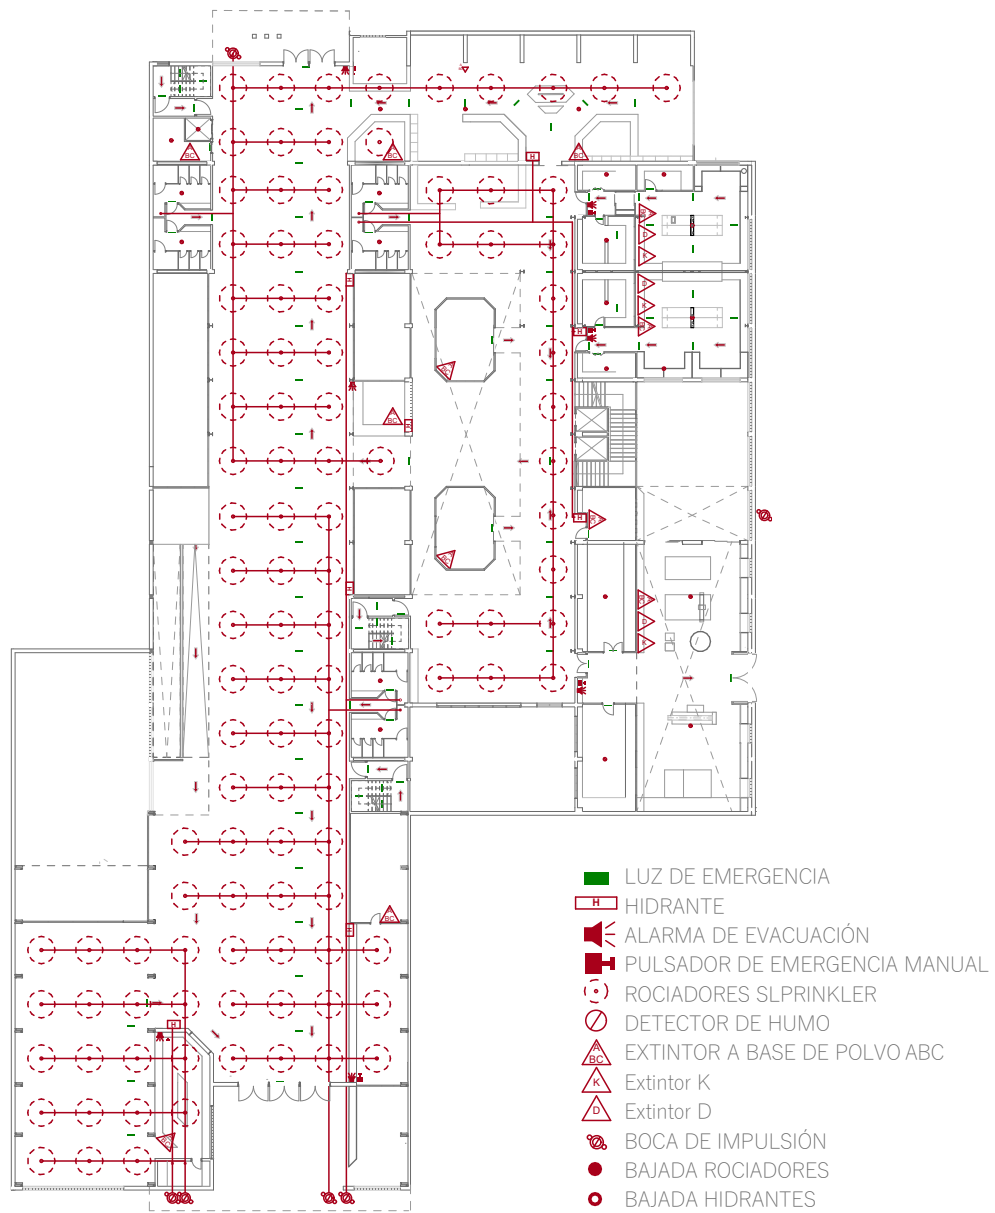 LUZ DE EMERGENCIA
H HIDRANTE
ALARMA DE EVACUACIÓN
PULSADOR DE EMERGENCIA MANUAL
ROCIADORES SLPRINKLER
DETECTOR DE HUMO
A BC EXTINTOR A BASE DE POLVO ABC
K Extintor K
D Extintor D
BOCA DE IMPULSIÓN
BAJADA ROCIADORES
BAJADA HIDRANTES